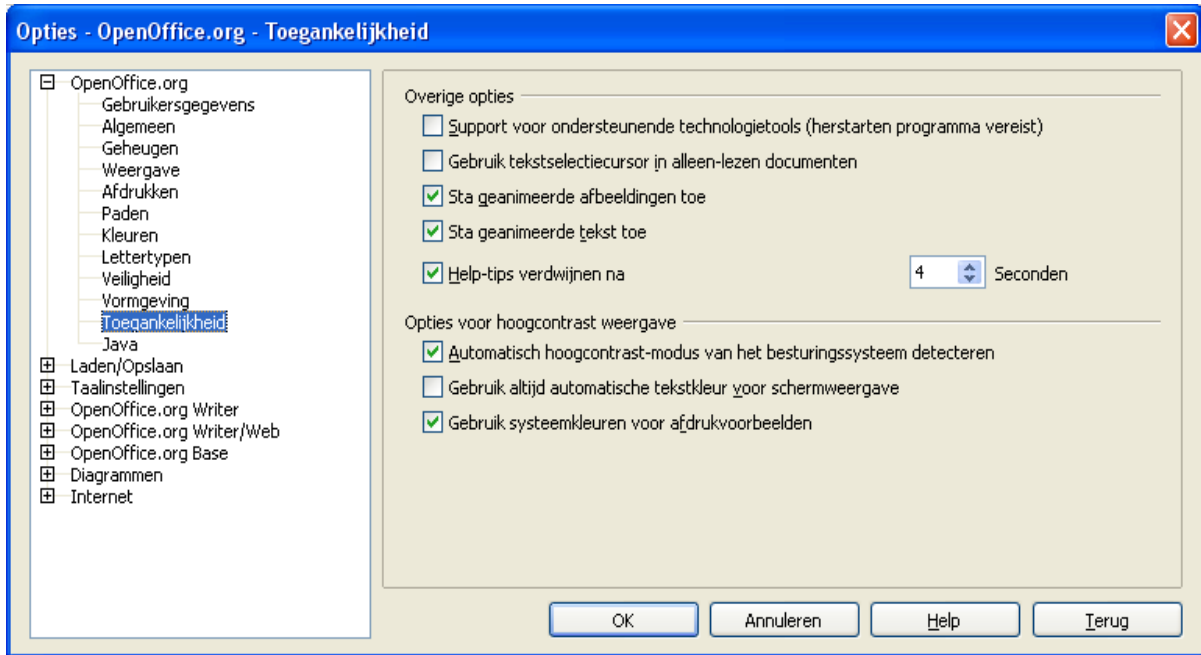 Opties - OpenOffice.org - Toegankelijkheid
OpenOffice.org
Gebruikersgegevens
Algemeen
Geheugen
Weergave
Afdrukken
Paden
Kleuren
Lettertypen
Veiligheid
Vormgeving
Toegankelijkheid
Java
Laden/Opslaan
Taalinstellingen
OpenOffice.org Writer
OpenOffice.org Writer/Web
OpenOffice.org Base
Diagrammen
Internet
Overige opties
Support voor ondersteunende technologietools (herstarten programma vereist)
Gebruik tekstselectiecursor in alleen-lezen documenten
Sta geanimeerde afbeeldingen toe
Sta geanimeerde tekst toe
Help-tips verdwijnen na 4 Seconden
Opties voor hoogcontrast weergave
Automatisch hoogcontrast-modus van het besturingssysteem detecteren
Gebruik altijd automatische tekstkleur voor schermweergave
Gebruik systeemkleuren voor afdrukvoorbeelden
OK Annuleren Help Terug